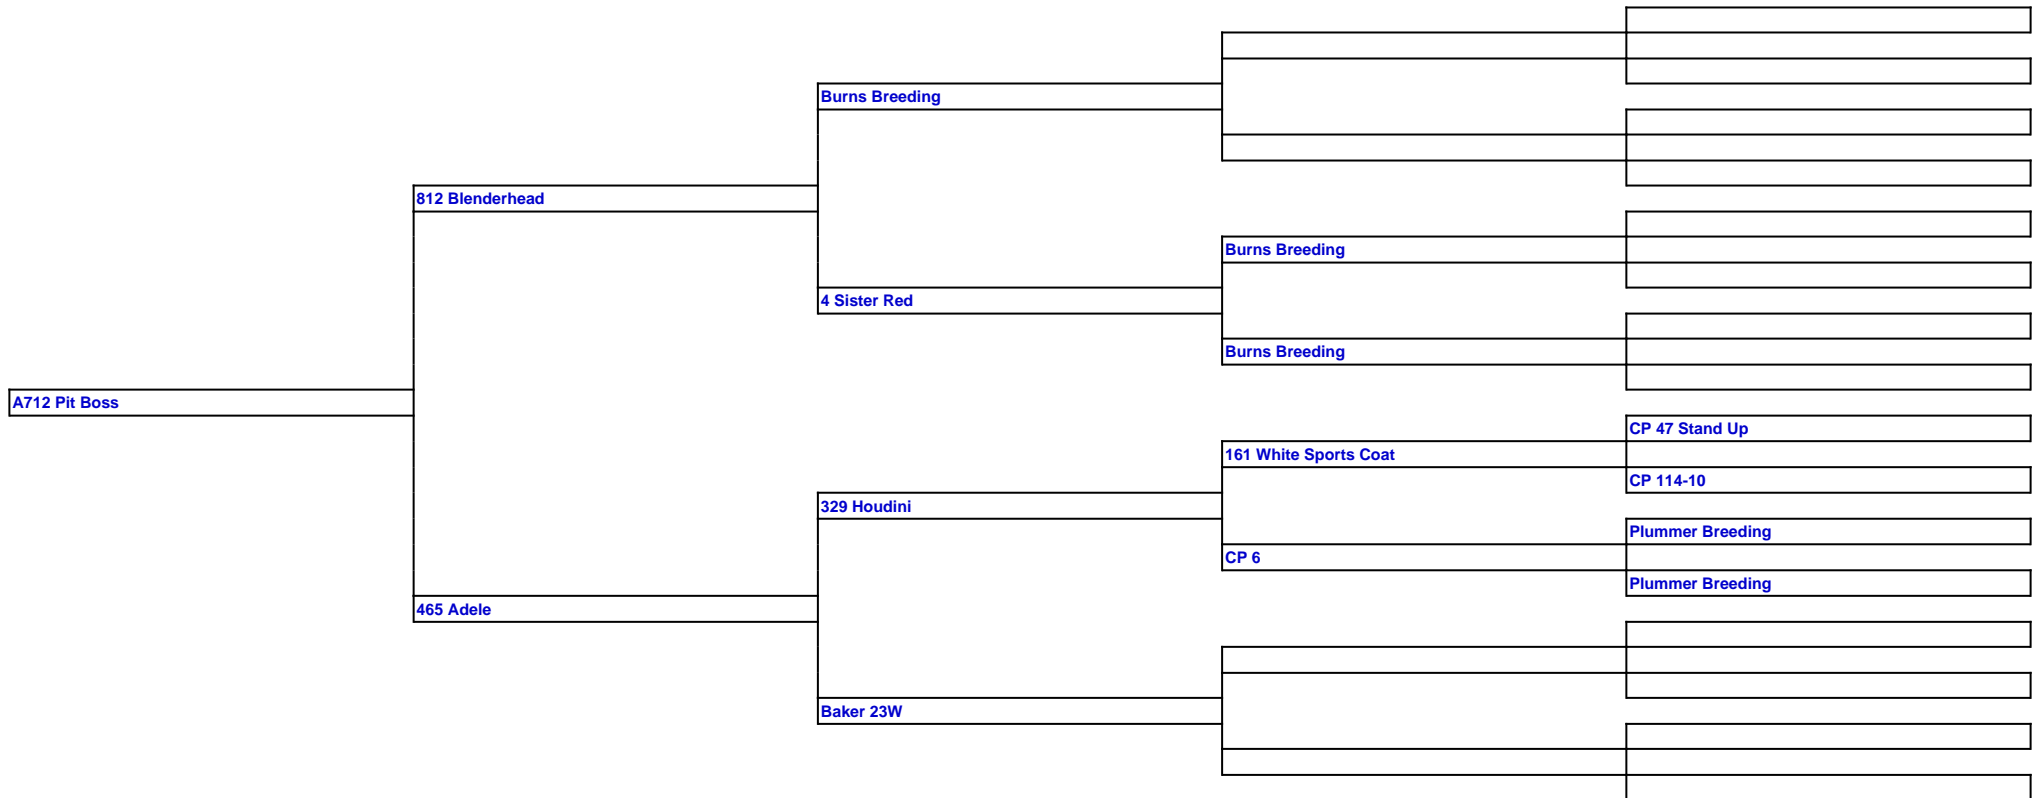 Burns Breeding
812 Blenderhead
Burns Breeding
4 Sister Red
Burns Breeding
A712 Pit Boss
CP 47 Stand Up
161 White Sports Coat
CP 114-10
329 Houdini
Plummer Breeding
CP 6
Plummer Breeding
465 Adele
Baker 23W